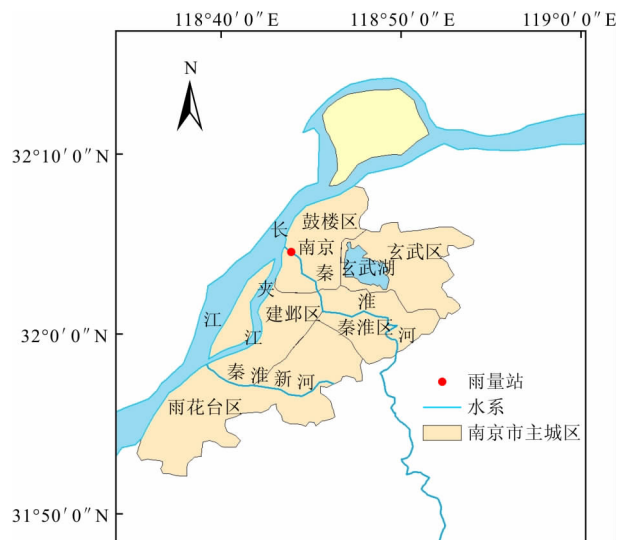 118°40′0″E
118°50′0″E
119°0′0″E
N
32°10′0″N
鼓楼区
长
南京
玄武区
秦
玄武湖
夹
淮
建邺区
江
秦淮区
32°0′0″N
江
河
秦淮新河
雨量站
雨花台区
水系
南京市主城区
31°50′0″N